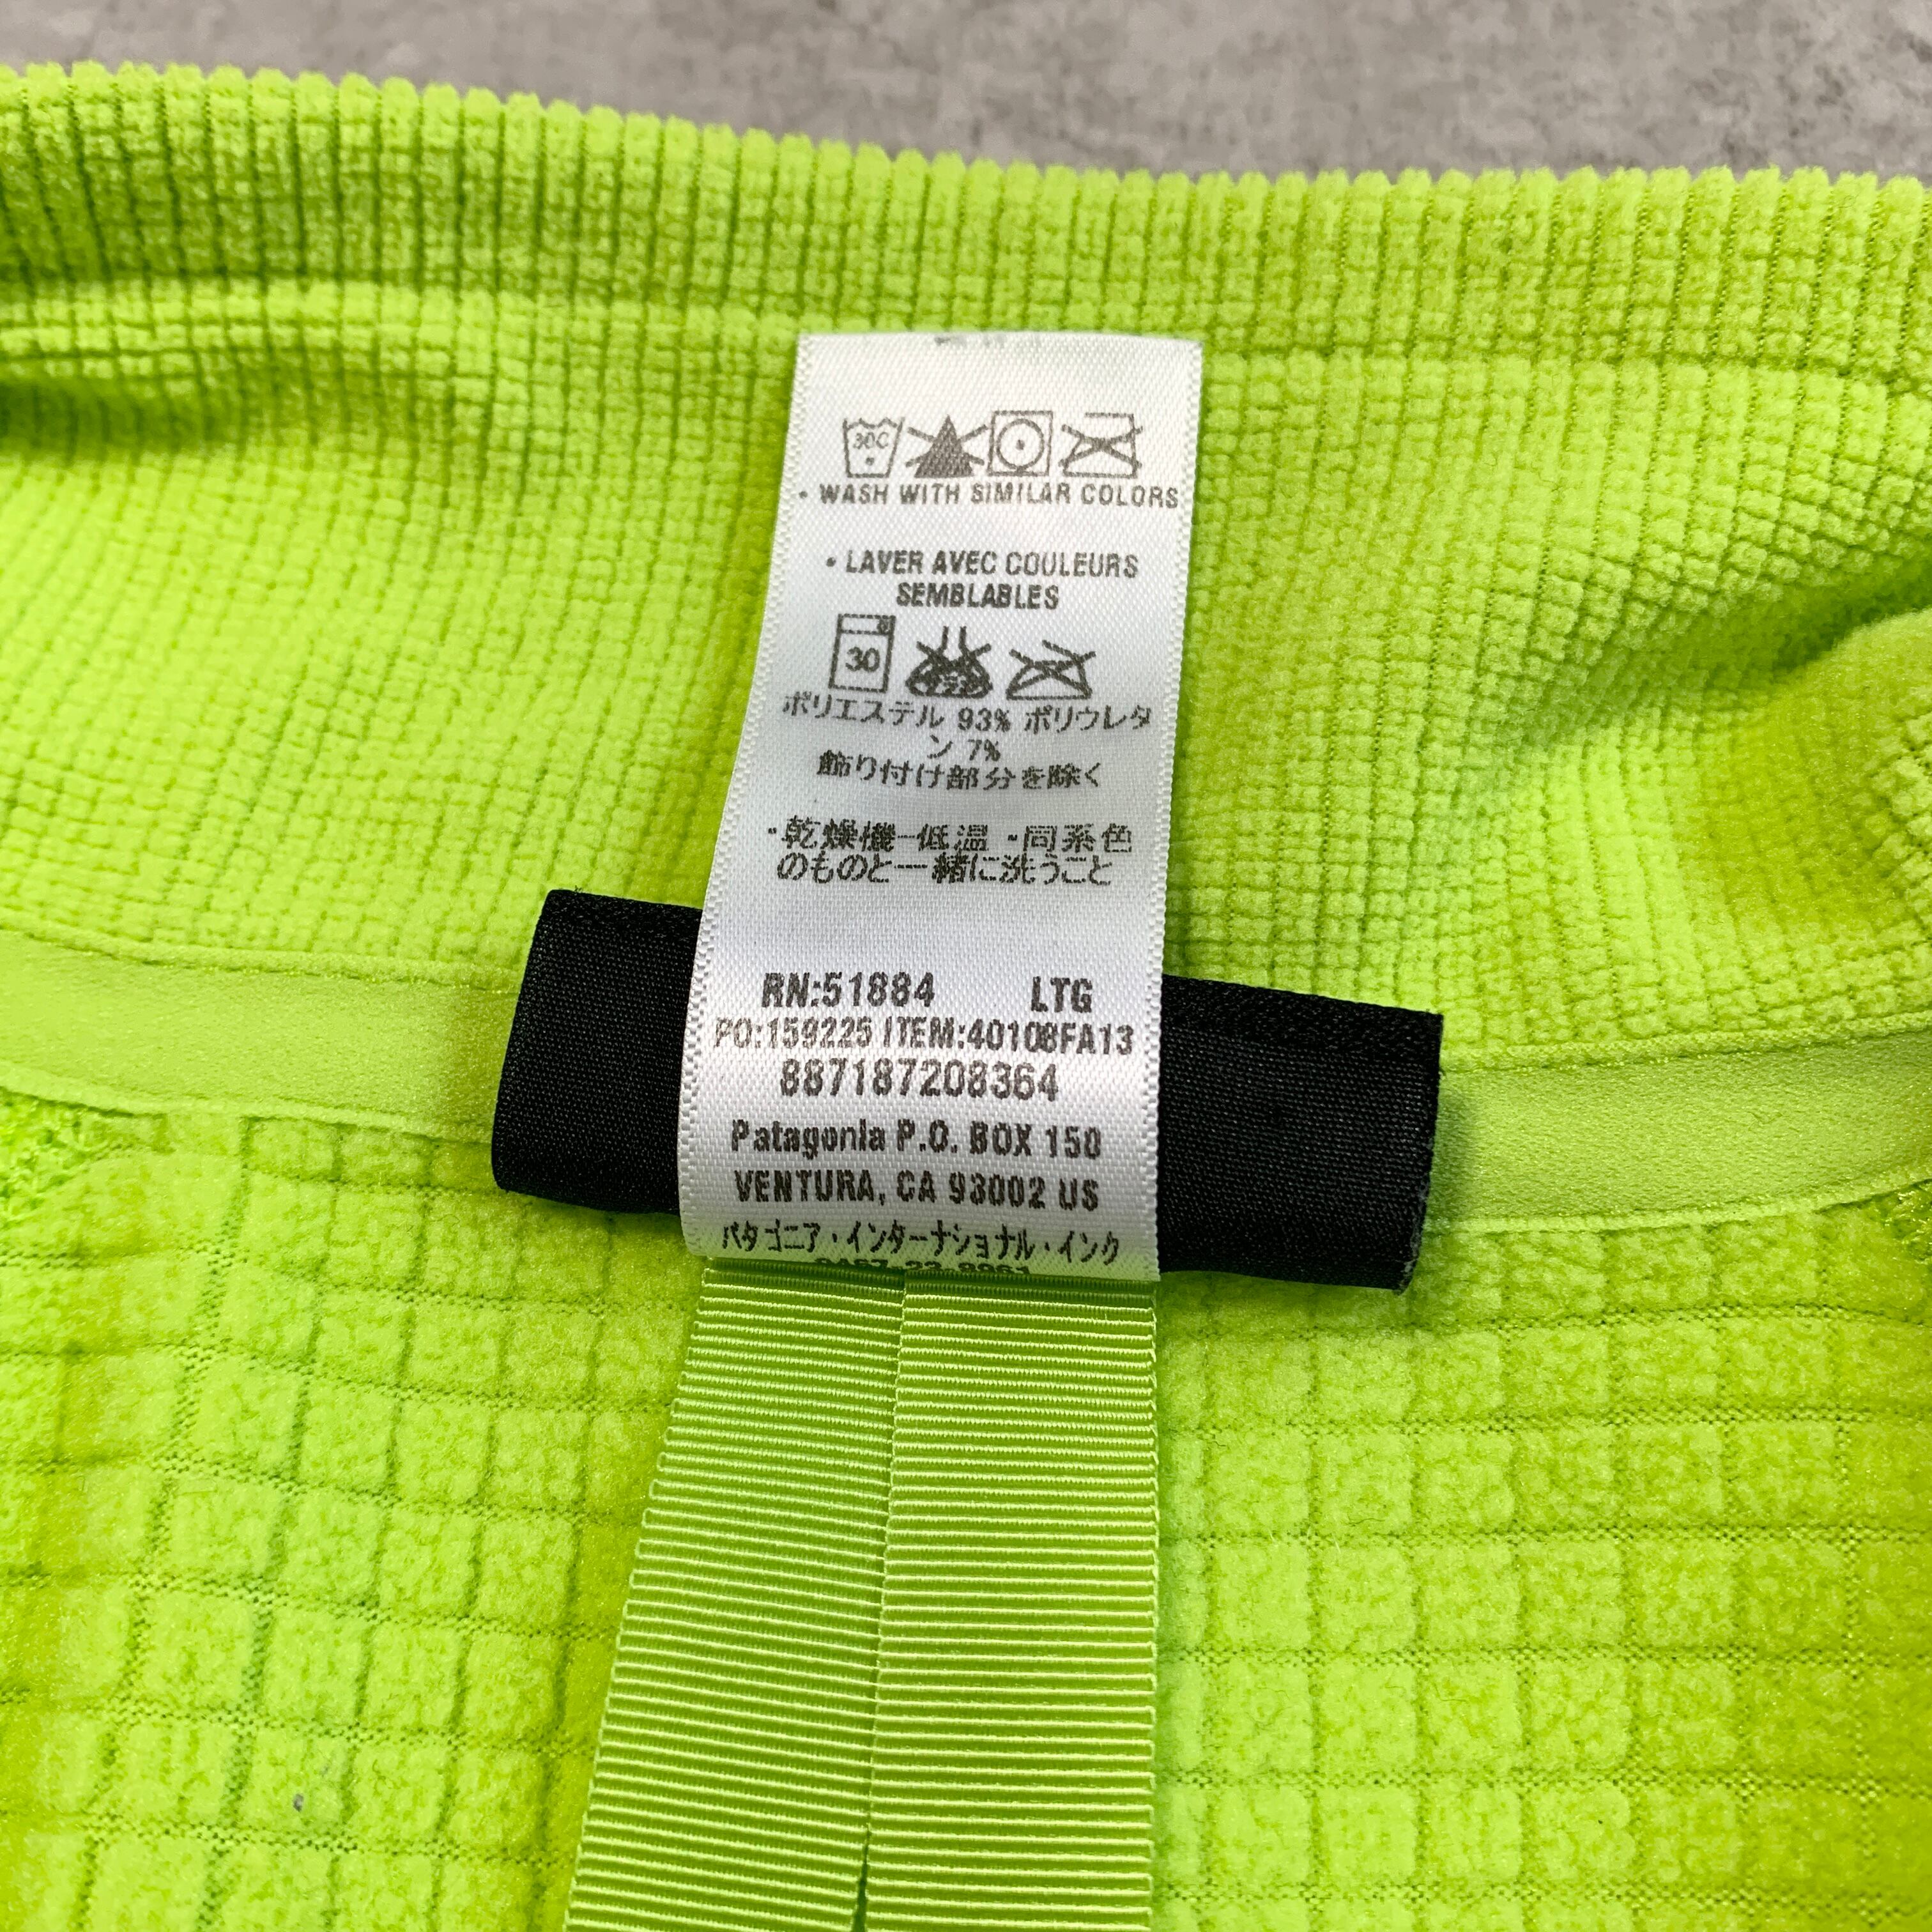 30C
• WASH WITH SIMILAR COLORS
• LAVER AVEC COULEURS
SEMBLABLES
30
ポリエステル 93% ポリウレタ
ン 7%
飾り付け部分を除く
・乾燥機－低温 ・同系色
のものと一緒に洗うこと
RN:51884 LTG
PO:159225 ITEM:40108FA13
887187208364
Patagonia P.O. BOX 150
VENTURA, CA 93002 US
パタゴニア・インターナショナル・インク